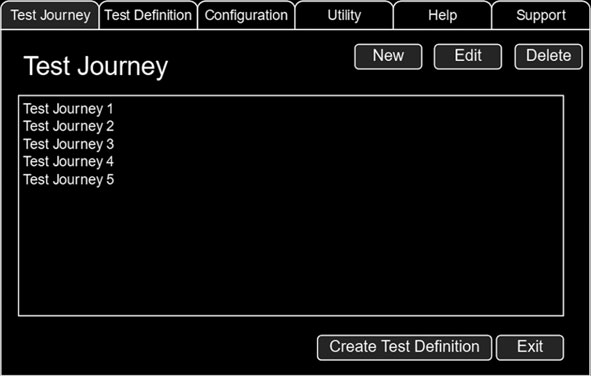 Test Journey Test Definition Configuration Utility Help Support
Test Journey
New Edit Delete
Test Journey 1
Test Journey 2
Test Journey 3
Test Journey 4
Test Journey 5
Create Test Definition Exit